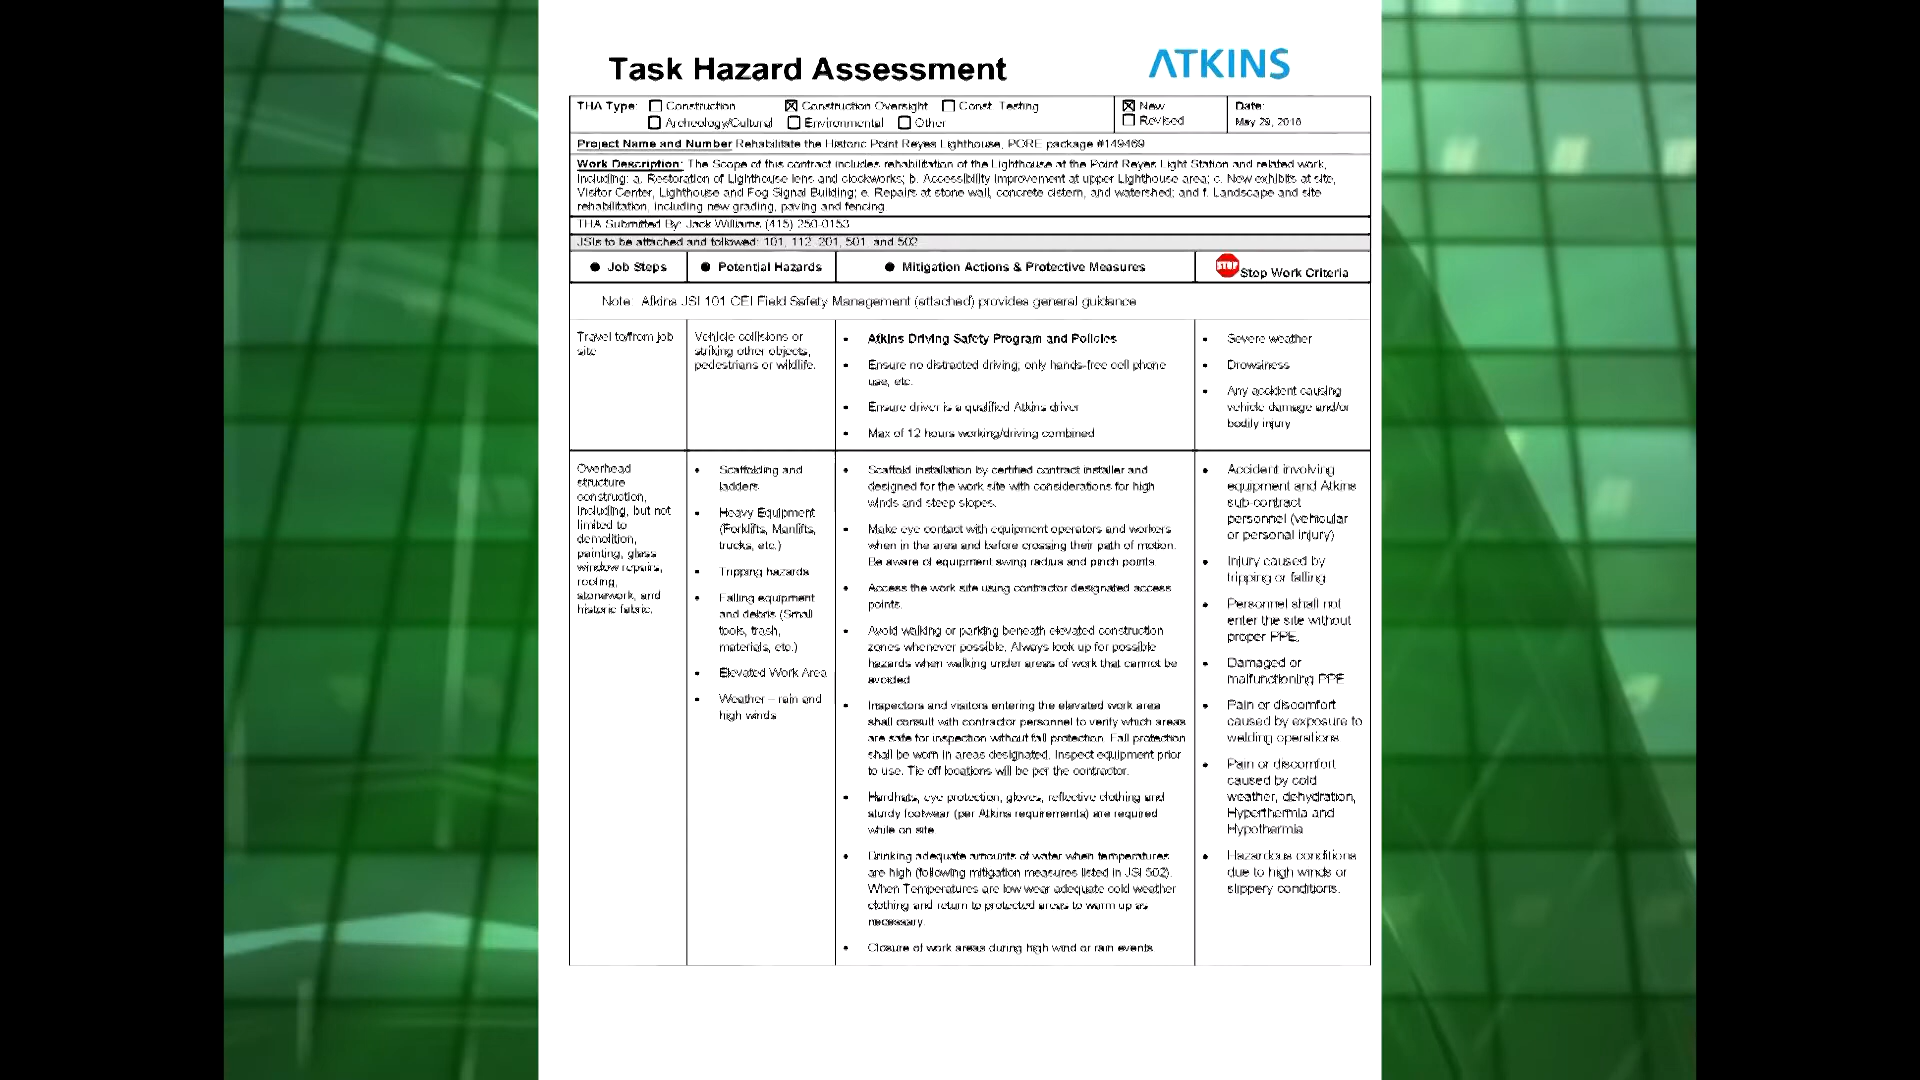 Task Hazard Assessment
ATKINS
THA Type: Construction Construction Oversight Const. Testing New Date:
Archeology/Cultural Environmental Other Revised May 29, 2018
Project Name and Number Rehabilitate the Historic Point Reyes Lighthouse, PORE package #149469
Work Description: The Scope of this contract includes rehabilitation of the Lighthouse at the Point Reyes Light Station and related work,
including: a. Restoration of Lighthouse lens and clockworks; b. Accessibility improvement at upper Lighthouse area; c. New exhibits at site,
Visitor Center, Lighthouse and Fog Signal Building; e. Repairs at stone wall, concrete cistern, and watershed; and f. Landscape and site
rehabilitation, including new grading, paving and fencing.
THA Submitted By: Jack Williams (415) 250-0153
JSIs to be attached and followed: 101, 112 201, 501 and 502
Job Steps
Potential Hazards
Mitigation Actions & Protective Measures
STOP Stop Work Criteria
Note: Atkins JSI 101 CEI Field Safety Management (attached) provides general guidance
Travel to/from job
site
Vehicle collisions or
striking other objects,
pedestrians or wildlife.
• Atkins Driving Safety Program and Policies
• Ensure no distracted driving; only hands-free cell phone
use, etc.
• Ensure driver is a qualified Atkins driver
• Max of 12 hours working/driving combined
• Severe weather
• Drowsiness
• Any accident causing
vehicle damage and/or
bodily injury
Overhead
structure
construction,
including, but not
limited to
demolition,
painting, glass
window repairs,
roofing,
stonework, and
historic fabric.
• Scaffolding and
ladders
• Heavy Equipment
(Forklifts, Manlifts,
trucks, etc.)
• Tripping hazards
• Falling equipment
and debris (Small
tools, trash,
materials, etc.)
• Elevated Work Area
• Weather – rain and
high winds
• Scaffold installation by certified contract installer and
designed for the work site with considerations for high
winds and steep slopes.
• Make eye contact with equipment operators and workers
when in the area and before crossing their path of motion.
Be aware of equipment swing radius and pinch points
• Access the work site using contractor designated access
points.
• Avoid walking or parking beneath elevated construction
zones whenever possible. Always look up for possible
hazards when walking under areas of work that cannot be
avoided
• Inspectors and visitors entering the elevated work area
shall consult with contractor personnel to verify which areas
are safe for inspection without fall protection. Fall protection
shall be worn in areas designated. Inspect equipment prior
to use. Tie off locations will be per the contractor.
• Hardhats, eye protection, gloves, reflective clothing and
sturdy footwear (per Atkins requirements) are required
while on site
• Drinking adequate amounts of water when temperatures
are high (following mitigation measures listed in JSI 502).
When Temperatures are low wear adequate cold weather
clothing and return to protected areas to warm up as
necessary.
• Closure of work areas during high wind or rain events
• Accident involving
equipment and Atkins
sub-contract
personnel (vehicular
or personal injury)
• Injury caused by
tripping or falling
• Personnel shall not
enter the site without
proper PPE.
• Damaged or
malfunctioning PPE
• Pain or discomfort
caused by exposure to
welding operations
• Pain or discomfort
caused by cold
weather, dehydration,
Hyperthermia and
Hypothermia
• Hazardous conditions
due to high winds or
slippery conditions.